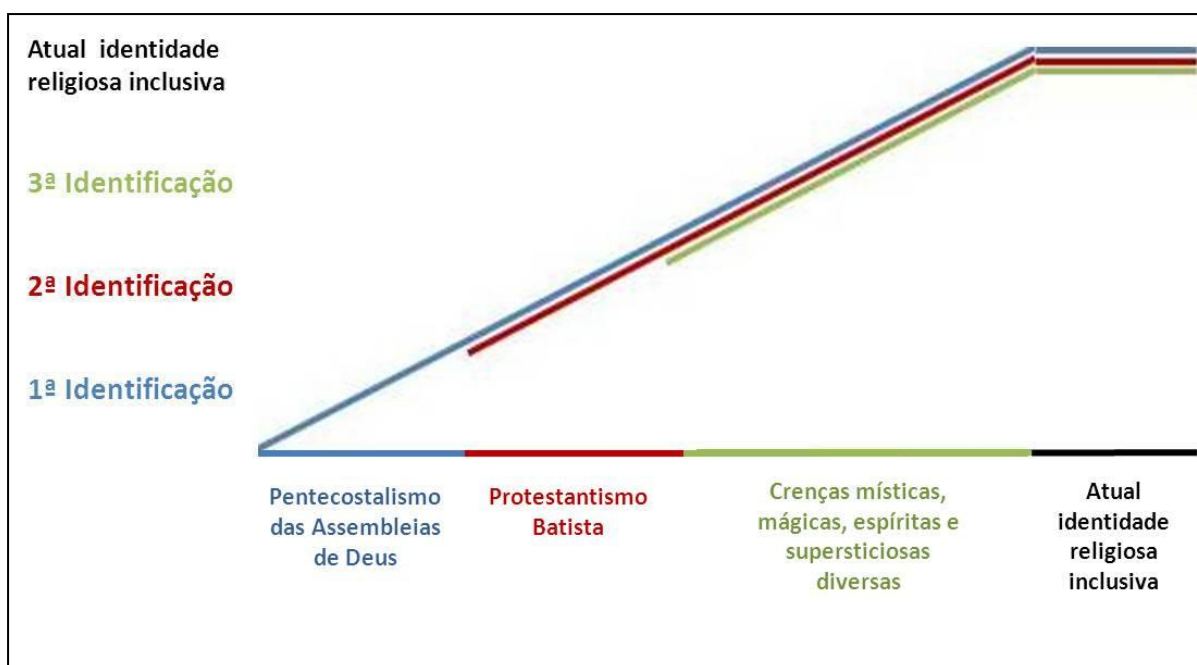 Atual identidade
religiosa inclusiva
3ª Identificação
2ª Identificação
1ª Identificação
Pentecostalismo
das Assembleias
de Deus
Protestantismo
Batista
Crenças místicas,
mágicas, espíritas e
supersticiosas
diversas
Atual
identidade
religiosa
inclusiva